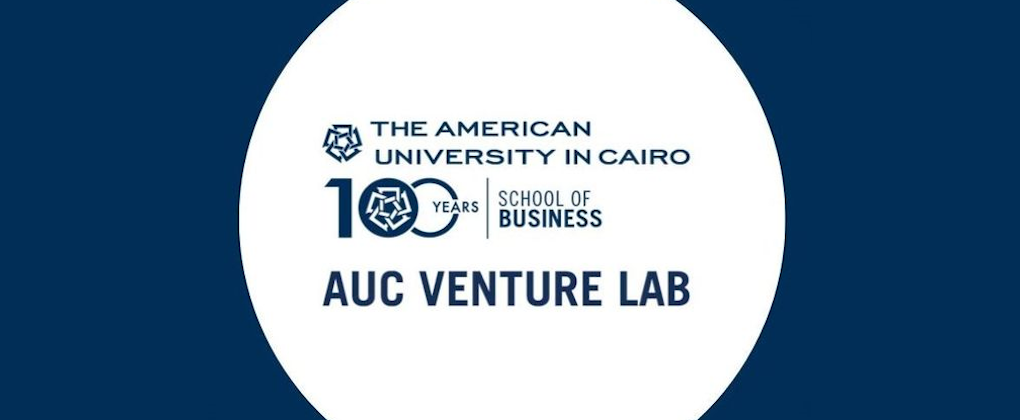 THE AMERICAN
UNIVERSITY IN CAIRO
100 YEARS
SCHOOL OF
BUSINESS
AUC VENTURE LAB